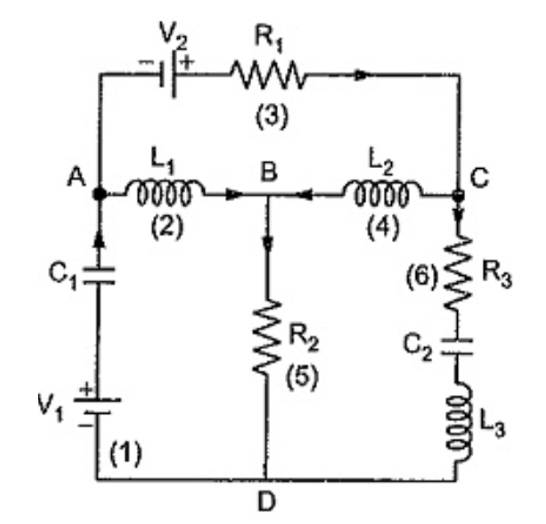 V₂ R₁
− +
(3)
A L₁ B L₂ C
(2) (4)
C₁ (6) R₃
R₂ C₂
(5)
V₁ + L₃
−
(1)
D